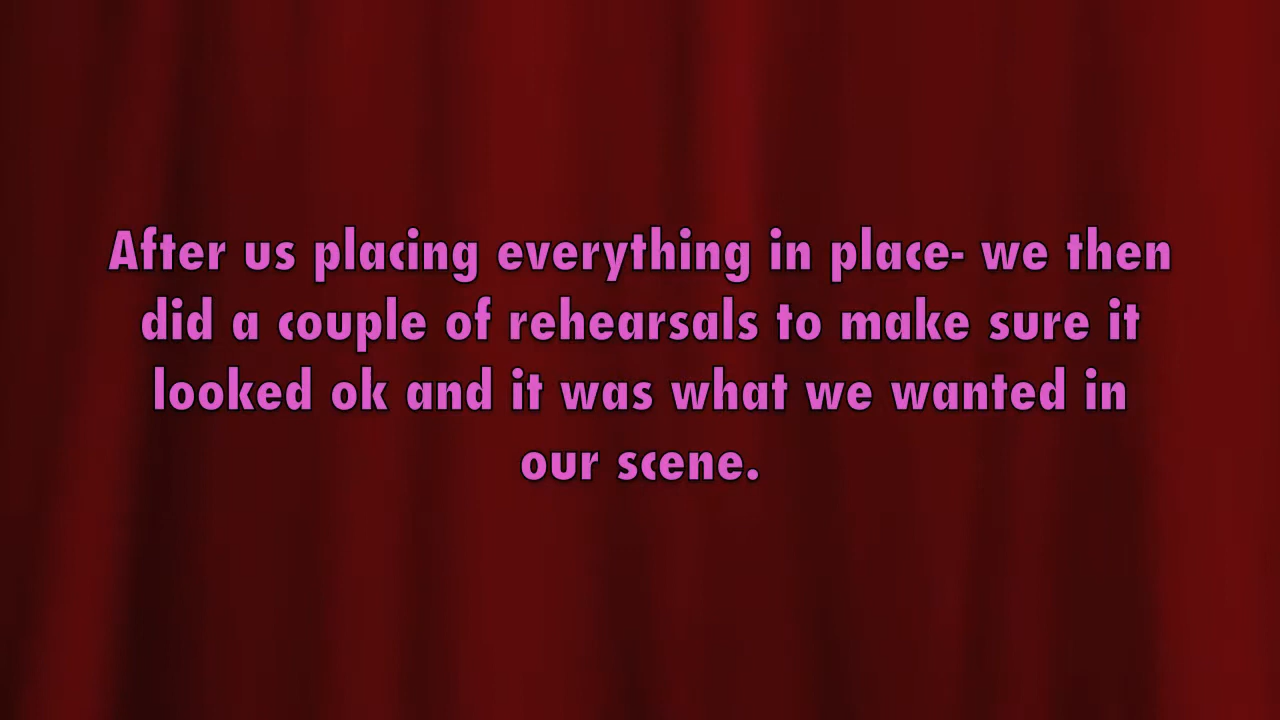 After us placing everything in place- we then
did a couple of rehearsals to make sure it
looked ok and it was what we wanted in
our scene.